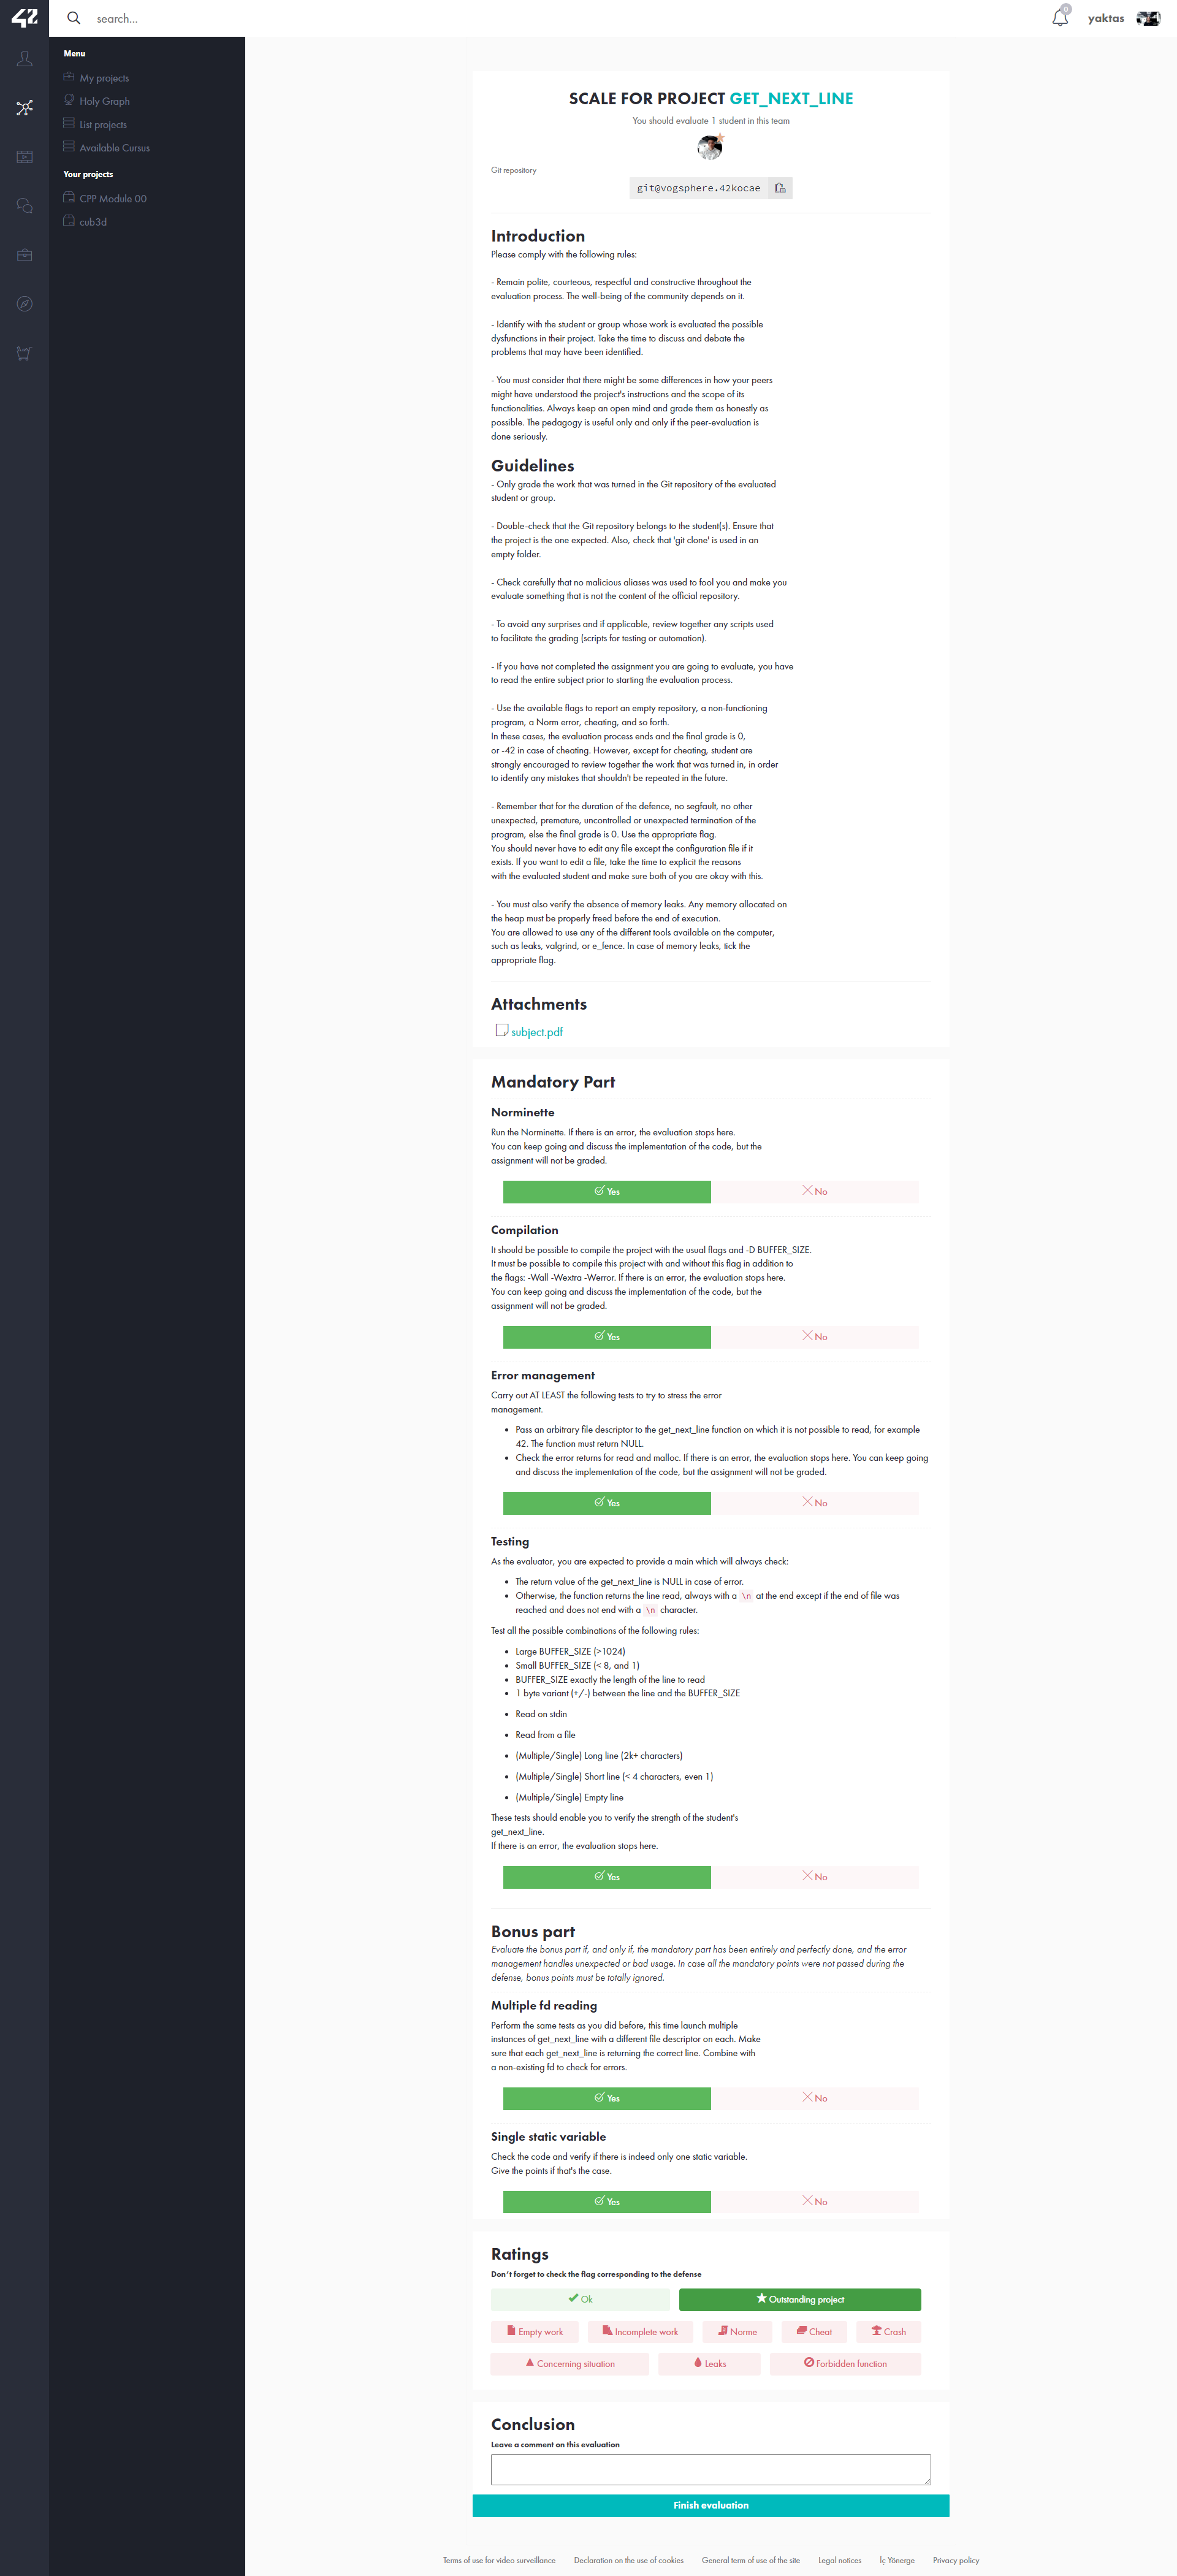 42
search...
0
yaktas
Menu
My projects
Holy Graph
List projects
Available Cursus
Your projects
CPP Module 00
cub3d
SCALE FOR PROJECT GET_NEXT_LINE
You should evaluate 1 student in this team
Git repository
git@vogsphere.42kocae
Introduction
Please comply with the following rules:
- Remain polite, courteous, respectful and constructive throughout the
evaluation process. The well-being of the community depends on it.
- Identify with the student or group whose work is evaluated the possible
dysfunctions in their project. Take the time to discuss and debate the
problems that may have been identified.
- You must consider that there might be some differences in how your peers
might have understood the project's instructions and the scope of its
functionalities. Always keep an open mind and grade them as honestly as
possible. The pedagogy is useful only and only if the peer-evaluation is
done seriously.
Guidelines
- Only grade the work that was turned in the Git repository of the evaluated
student or group.
- Double-check that the Git repository belongs to the student(s). Ensure that
the project is the one expected. Also, check that 'git clone' is used in an
empty folder.
- Check carefully that no malicious aliases was used to fool you and make you
evaluate something that is not the content of the official repository.
- To avoid any surprises and if applicable, review together any scripts used
to facilitate the grading (scripts for testing or automation).
- If you have not completed the assignment you are going to evaluate, you have
to read the entire subject prior to starting the evaluation process.
- Use the available flags to report an empty repository, a non-functioning
program, a Norm error, cheating, and so forth.
In these cases, the evaluation process ends and the final grade is 0,
or -42 in case of cheating. However, except for cheating, student are
strongly encouraged to review together the work that was turned in, in order
to identify any mistakes that shouldn't be repeated in the future.
- Remember that for the duration of the defence, no segfault, no other
unexpected, premature, uncontrolled or unexpected termination of the
program, else the final grade is 0. Use the appropriate flag.
You should never have to edit any file except the configuration file if it
exists. If you want to edit a file, take the time to explicit the reasons
with the evaluated student and make sure both of you are okay with this.
- You must also verify the absence of memory leaks. Any memory allocated on
the heap must be properly freed before the end of execution.
You are allowed to use any of the different tools available on the computer,
such as leaks, valgrind, or e_fence. In case of memory leaks, tick the
appropriate flag.
Attachments
subject.pdf
Mandatory Part
Norminette
Run the Norminette. If there is an error, the evaluation stops here.
You can keep going and discuss the implementation of the code, but the
assignment will not be graded.
Yes
No
Compilation
It should be possible to compile the project with the usual flags and -D BUFFER_SIZE.
It must be possible to compile this project with and without this flag in addition to
the flags: -Wall -Wextra -Werror. If there is an error, the evaluation stops here.
You can keep going and discuss the implementation of the code, but the
assignment will not be graded.
Yes
No
Error management
Carry out AT LEAST the following tests to try to stress the error
management.
• Pass an arbitrary file descriptor to the get_next_line function on which it is not possible to read, for example
42. The function must return NULL.
• Check the error returns for read and malloc. If there is an error, the evaluation stops here. You can keep going
and discuss the implementation of the code, but the assignment will not be graded.
Yes
No
Testing
As the evaluator, you are expected to provide a main which will always check:
• The return value of the get_next_line is NULL in case of error.
• Otherwise, the function returns the line read, always with a \n at the end except if the end of file was
reached and does not end with a \n character.
Test all the possible combinations of the following rules:
• Large BUFFER_SIZE (>1024)
• Small BUFFER_SIZE (< 8, and 1)
• BUFFER_SIZE exactly the length of the line to read
• 1 byte variant (+/-) between the line and the BUFFER_SIZE
• Read on stdin
• Read from a file
• (Multiple/Single) Long line (2k+ characters)
• (Multiple/Single) Short line (< 4 characters, even 1)
• (Multiple/Single) Empty line
These tests should enable you to verify the strength of the student's
get_next_line.
If there is an error, the evaluation stops here.
Yes
No
Bonus part
Evaluate the bonus part if, and only if, the mandatory part has been entirely and perfectly done, and the error
management handles unexpected or bad usage. In case all the mandatory points were not passed during the
defense, bonus points must be totally ignored.
Multiple fd reading
Perform the same tests as you did before, this time launch multiple
instances of get_next_line with a different file descriptor on each. Make
sure that each get_next_line is returning the correct line. Combine with
a non-existing fd to check for errors.
Yes
No
Single static variable
Check the code and verify if there is indeed only one static variable.
Give the points if that's the case.
Yes
No
Ratings
Don't forget to check the flag corresponding to the defense
Ok
Outstanding project
Empty work
Incomplete work
Norme
Cheat
Crash
Concerning situation
Leaks
Forbidden function
Conclusion
Leave a comment on this evaluation
Finish evaluation
Terms of use for video surveillance
Declaration on the use of cookies
General term of use of the site
Legal notices
İç Yönerge
Privacy policy